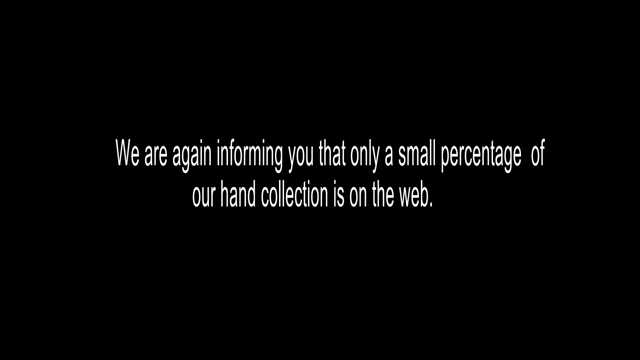 We are again informing you that only a small percentage of
our hand collection is on the web.